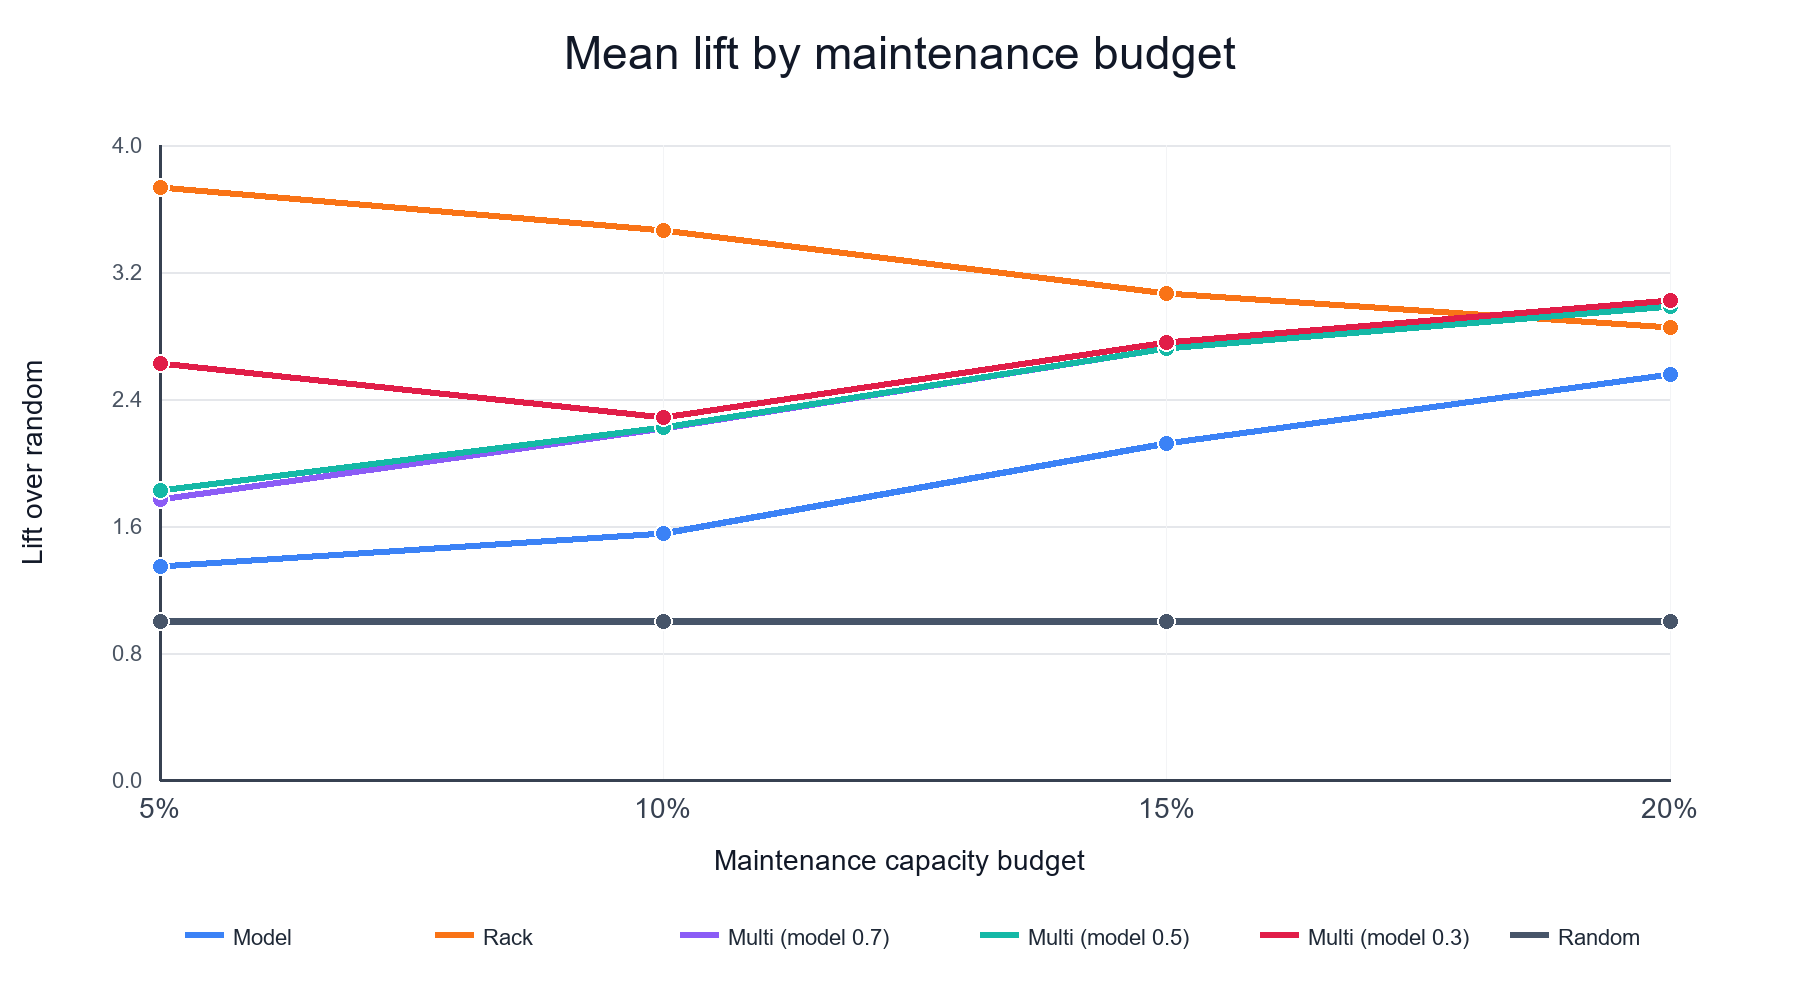 Mean lift by maintenance budget
4.0
3.2
2.4
1.6
0.8
0.0
Lift over random
5% 10% 15% 20%
Maintenance capacity budget
Model Rack Multi (model 0.7) Multi (model 0.5) Multi (model 0.3) Random